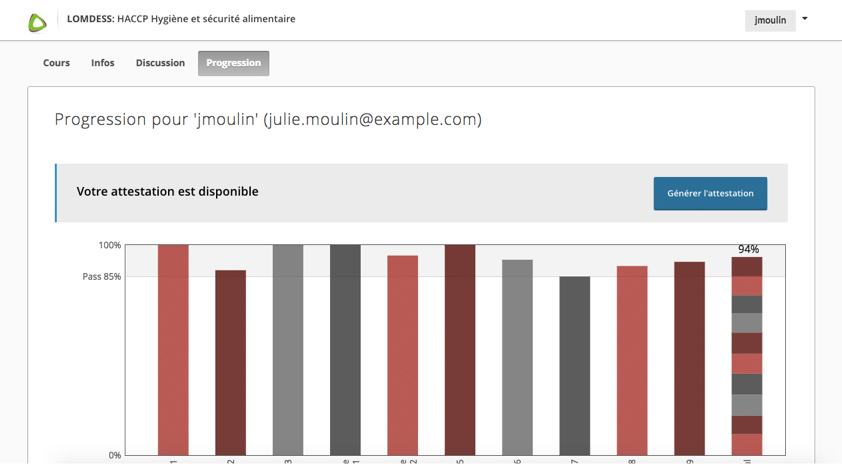 LOMDESS: HACCP Hygiène et sécurité alimentaire
jmoulin
Cours Infos Discussion Progression
Progression pour 'jmoulin' (julie.moulin@example.com)
Votre attestation est disponible
Générer l'attestation
94%
100%
Pass 85%
0%